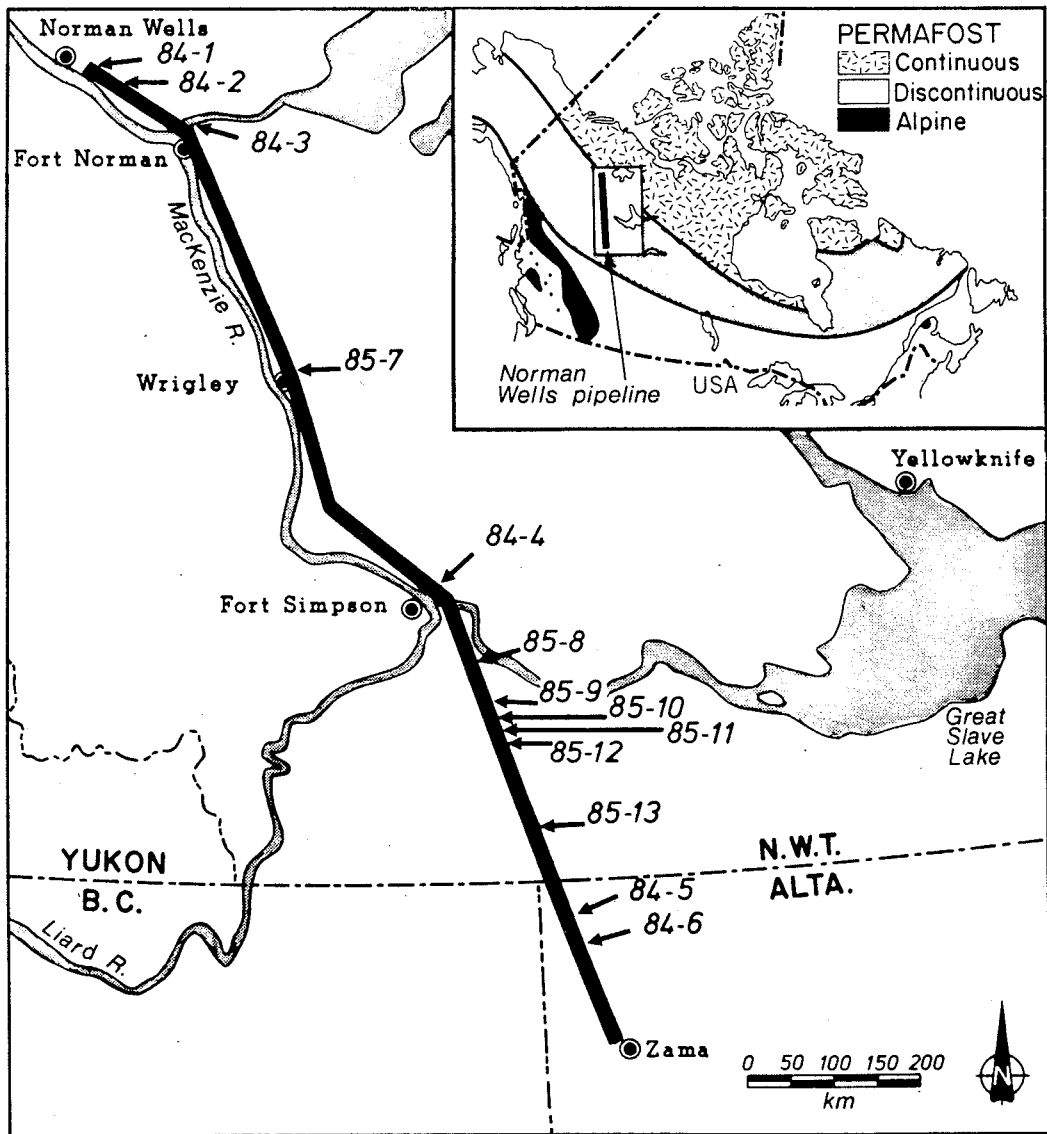 Norman Wells
84-1
84-2
84-3
Fort Norman
MacKenzie R.
85-7
Wrigley
84-4
Fort Simpson
85-8
85-9
85-10
85-11
85-12
85-13
YUKON
B.C.
N.W.T.
ALTA.
84-5
84-6
Liard R.
Zama
Yellowknife
Great
Slave
Lake
0 50 100 150 200
km
N
PERMAFOST
Continuous
Discontinuous
Alpine
Norman
Wells pipeline
USA